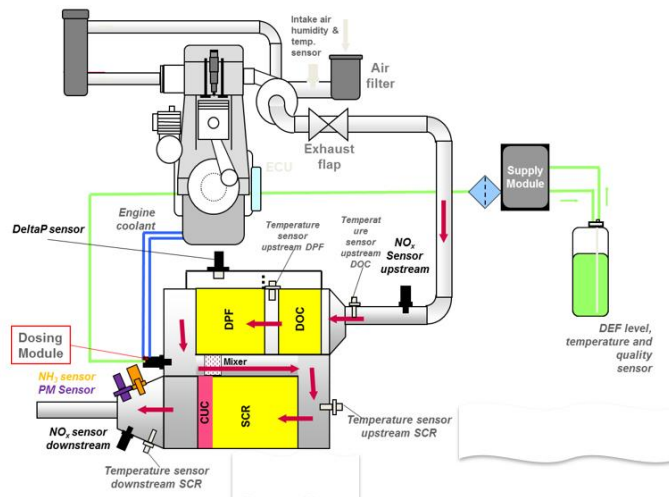 Intake air
humidity &
temp.
sensor
Air
filter
Exhaust
flap
ECU
Supply
Module
Engine
coolant
DeltaP sensor
Temperature
sensor
upstream DPF
Temperat
ure
sensor
upstream
DOC
NOx
Sensor
upstream
DPF
DOC
DEF level,
temperature and
quality
sensor
Dosing
Module
Mixer
NH3 sensor
PM Sensor
CUC
SCR
NOx sensor
downstream
Temperature sensor
upstream SCR
Temperature sensor
downstream SCR